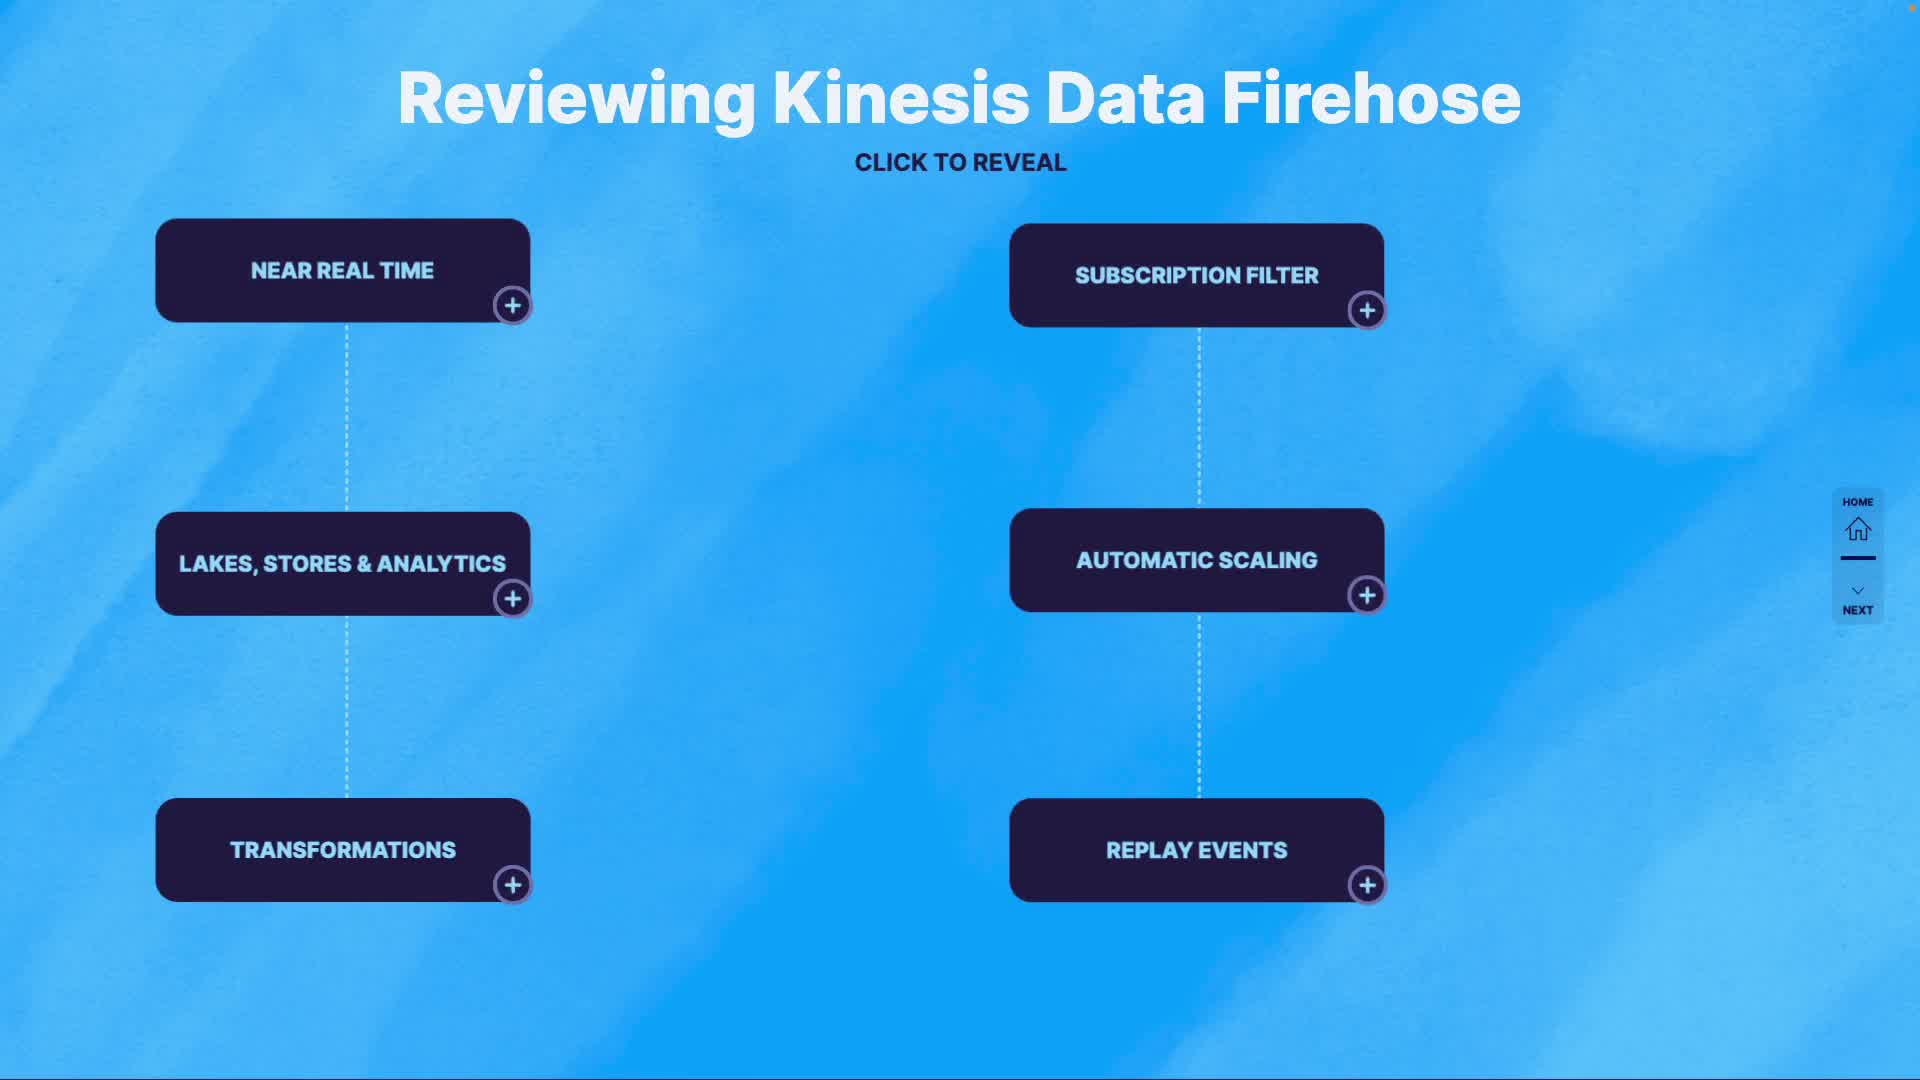 Reviewing Kinesis Data Firehose
CLICK TO REVEAL
NEAR REAL TIME
LAKES, STORES & ANALYTICS
TRANSFORMATIONS
SUBSCRIPTION FILTER
AUTOMATIC SCALING
REPLAY EVENTS
HOME
NEXT